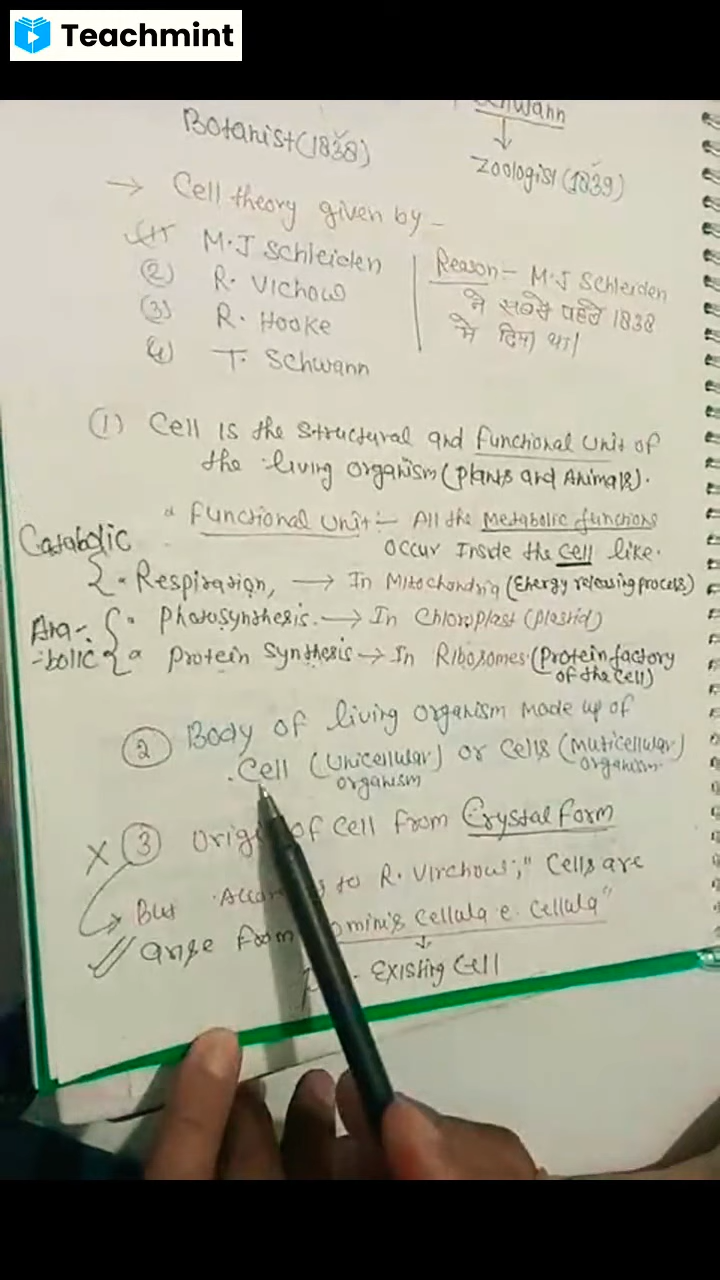 Teachmint
Schwann
Botanist (1838)
Zoologist (1839)
→ Cell theory given by –
(1) M.J Schleiden
(2) R. Vichow
(3) R. Hooke
(4) T. Schwann
Reason – M.J Schleiden
ने सबसे पहले 1838
मे दिया था।
(1) Cell is the structural and functional unit of
the living organism (plants and Animals).
Functional unit :– All the Metabolic functions
occur inside the cell like.
Catabolic
• Respiration, → In Mitochondria (Energy releasing process)
Ana-
-bolic
• Photosynthesis. → In Chloroplast (plastid)
• Protein Synthesis → In Ribosomes. (Protein factory
of the cell)
(2) Body of living organism made up of
Cell (Unicellular) or Cells (Muticellular)
organism organism
X (3) of Cell from Crystal form
But to R. Virchow, " Cells are
arise from ominis cellula e. cellula"
Existing Cell